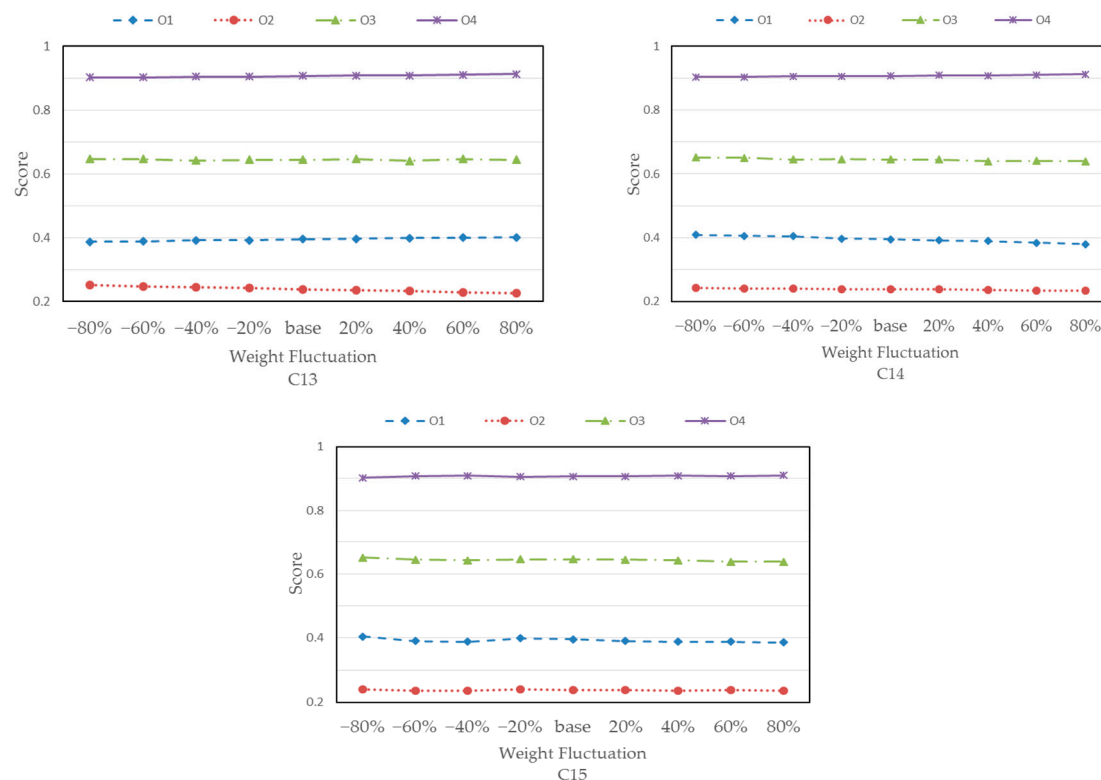 O1 O2 O3 O4
1
0.8
0.6
0.4
0.2
Score
−80% −60% −40% −20% base 20% 40% 60% 80%
Weight Fluctuation
C13
O1 O2 O3 O4
1
0.8
0.6
0.4
0.2
Score
−80% −60% −40% −20% base 20% 40% 60% 80%
Weight Fluctuation
C14
O1 O2 O3 O4
1
0.8
0.6
0.4
0.2
Score
−80% −60% −40% −20% base 20% 40% 60% 80%
Weight Fluctuation
C15